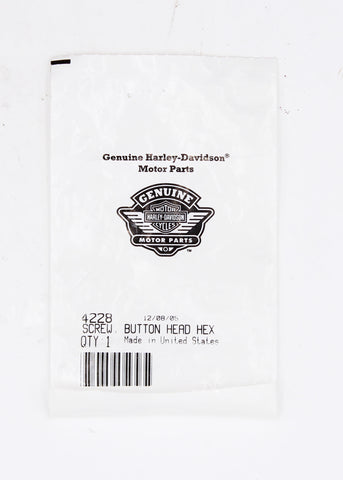 Genuine Harley-Davidson®
Motor Parts
GENUINE
MOTOR
HARLEY-DAVIDSON
CYCLES
MOTOR PARTS
™
4228 12/08/05
SCREW, BUTTON HEAD HEX
QTY 1 Made in United States